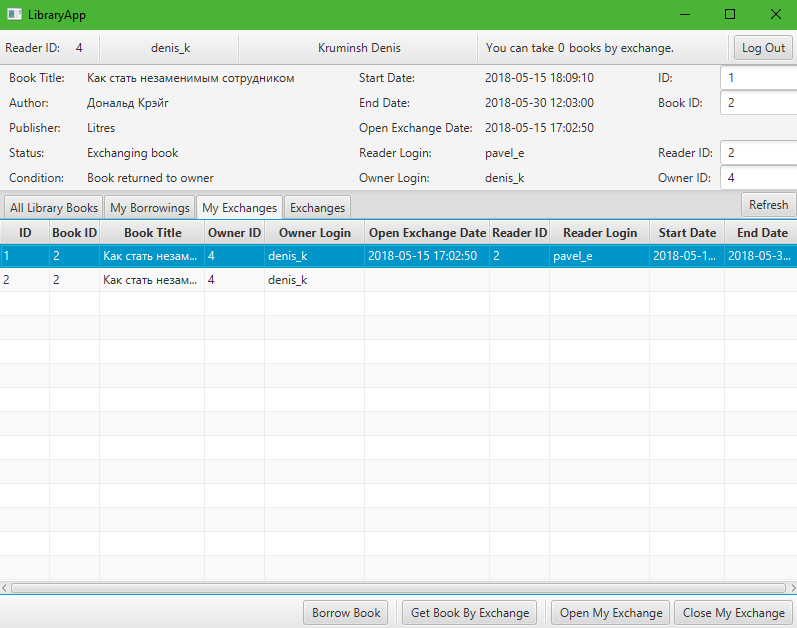 LibraryApp
Reader ID: 4 denis_k Kruminsh Denis You can take 0 books by exchange. Log Out
Book Title: Как стать незаменимым сотрудником Start Date: 2018-05-15 18:09:10 ID: 1
Author: Дональд Крэйг End Date: 2018-05-30 12:03:00 Book ID: 2
Publisher: Litres Open Exchange Date: 2018-05-15 17:02:50
Status: Exchanging book Reader Login: pavel_e Reader ID: 2
Condition: Book returned to owner Owner Login: denis_k Owner ID: 4
All Library Books My Borrowings My Exchanges Exchanges Refresh
ID Book ID Book Title Owner ID Owner Login Open Exchange Date Reader ID Reader Login Start Date End Date
1 2 Как стать незам... 4 denis_k 2018-05-15 17:02:50 2 pavel_e 2018-05-1... 2018-05-3...
2 2 Как стать незам... 4 denis_k
Borrow Book Get Book By Exchange Open My Exchange Close My Exchange